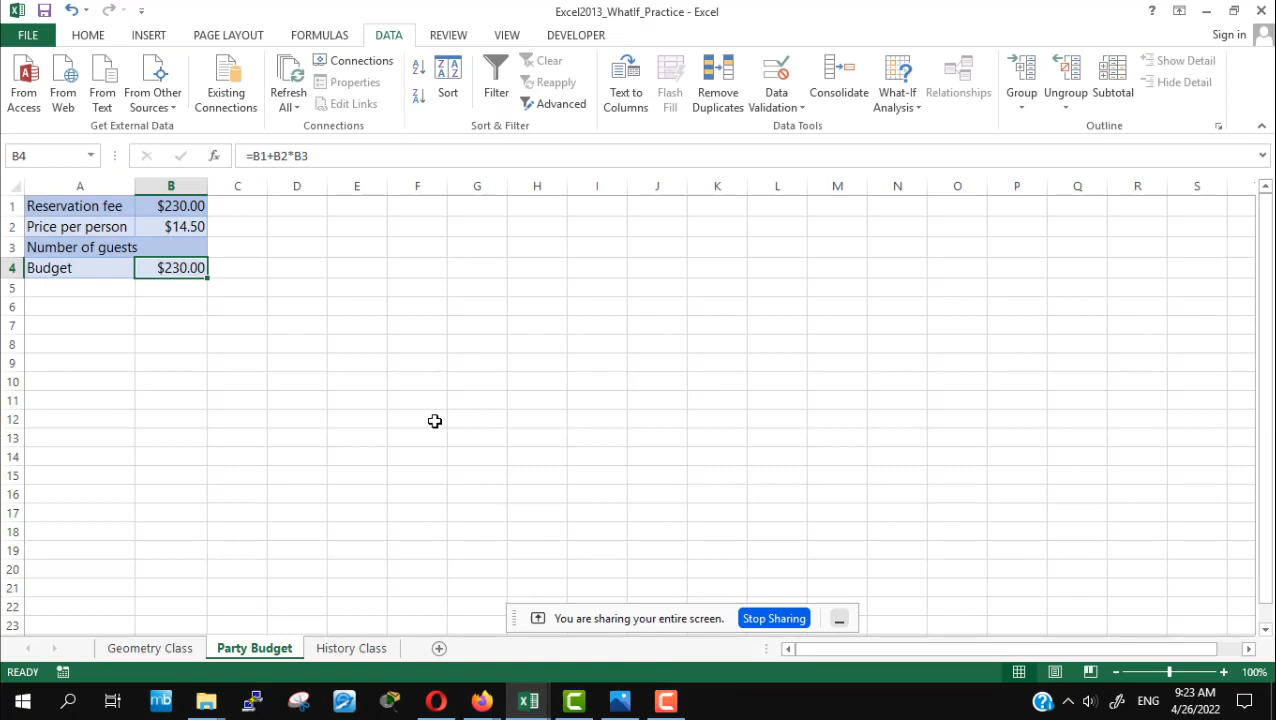 Excel2013_WhatIf_Practice - Excel
?
FILE HOME INSERT PAGE LAYOUT FORMULAS DATA REVIEW VIEW DEVELOPER Sign in
From Access
From Web
From Text
From Other Sources
Existing Connections
Get External Data
Refresh All
Connections
Properties
Edit Links
Connections
Sort
Filter
Clear
Reapply
Advanced
Sort & Filter
Text to Columns
Flash Fill
Remove Duplicates
Data Validation
Consolidate
What-If Analysis
Relationships
Data Tools
Group
Ungroup
Subtotal
Show Detail
Hide Detail
Outline
B4 fx =B1+B2*B3
A B C D E F G H I J K L M N O P Q R S
1 Reservation fee $230.00
2 Price per person $14.50
3 Number of guests
4 Budget $230.00
5
6
7
8
9
10
11
12
13
14
15
16
17
18
19
20
21
22
23
You are sharing your entire screen. Stop Sharing
Geometry Class Party Budget History Class
READY 100%
mb
ENG
9:23 AM
4/26/2022